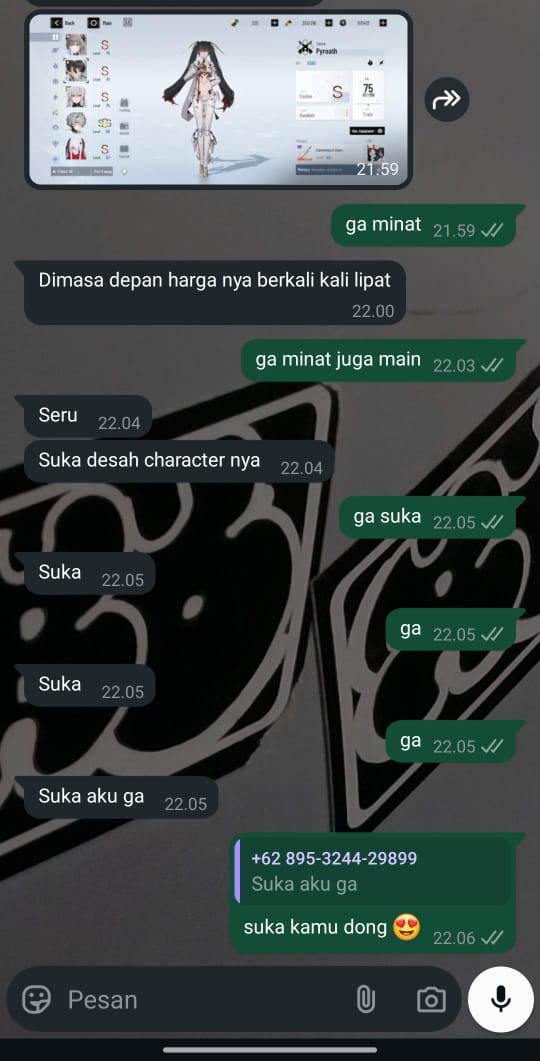 Back
Main
Pyroath
S
S
S
S
S
S
75
21.59
ga minat 21.59
Dimasa depan harga nya berkali kali lipat
22.00
ga minat juga main 22.03
Seru 22.04
Suka desah character nya 22.04
ga suka 22.05
Suka 22.05
ga 22.05
Suka 22.05
ga 22.05
Suka aku ga 22.05
+62 895-3244-29899
Suka aku ga
suka kamu dong 😍 22.06
Pesan